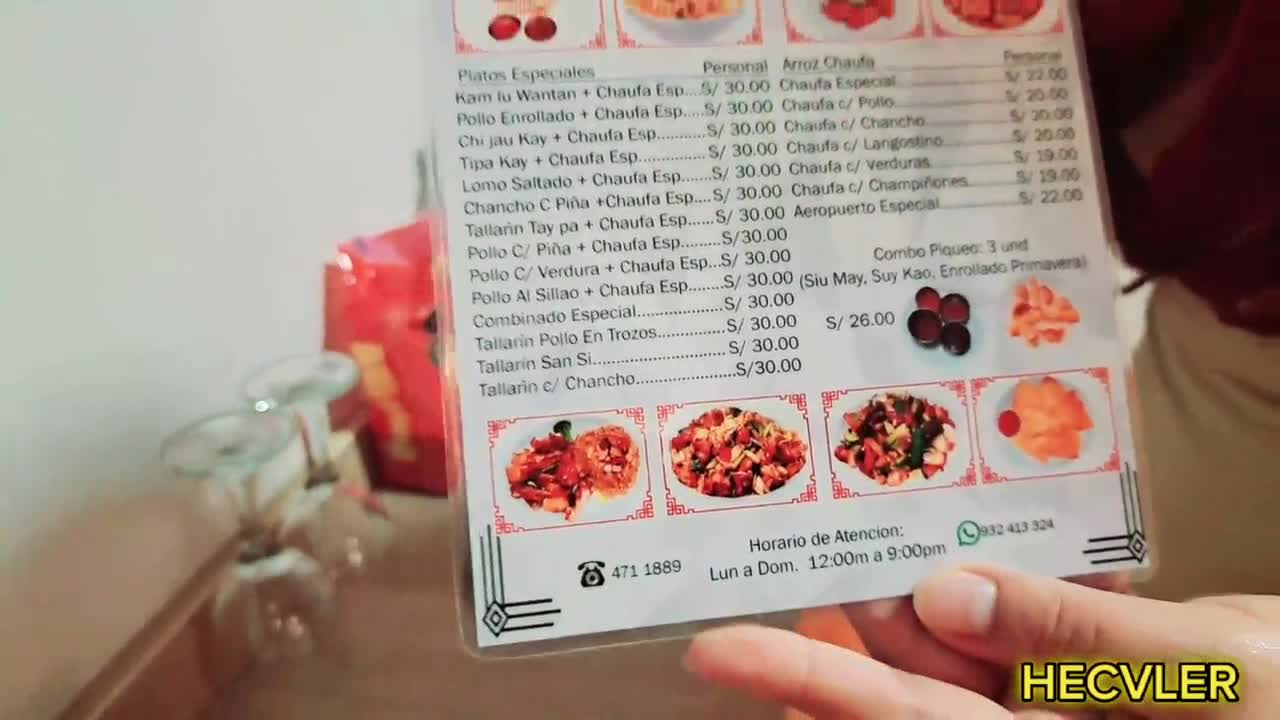 Platos Especiales Personal
Kam lu Wantan + Chaufa Esp....S/ 30.00
Pollo Enrollado + Chaufa Esp.....S/ 30.00
Chi jau Kay + Chaufa Esp...........S/ 30.00
Tipa Kay + Chaufa Esp..............S/ 30.00
Lomo Saltado + Chaufa Esp.......S/ 30.00
Chancho C Piña +Chaufa Esp....S/ 30.00
Tallarin Tay pa + Chaufa Esp......S/ 30.00
Pollo C/ Piña + Chaufa Esp.........S/30.00
Pollo C/ Verdura + Chaufa Esp...S/ 30.00
Pollo Al Sillao + Chaufa Esp........S/ 30.00
Combinado Especial...................S/ 30.00
Tallarin Pollo En Trozos...............S/ 30.00
Tallarin San Si............................S/ 30.00
Tallarin c/ Chancho......................S/30.00
Arroz Chaufa Personal
Chaufa Especial S/ 22.00
Chaufa c/ Pollo S/ 20.00
Chaufa c/ Chancho S/ 20.00
Chaufa c/ Langostino S/ 20.00
Chaufa c/ Verduras S/ 19.00
Chaufa c/ Champiñones S/ 19.00
Aeropuerto Especial S/ 22.00
Combo Piqueo: 3 und
(Siu May, Suy Kao, Enrollado Primavera)
S/ 26.00
Horario de Atencion:
Lun a Dom. 12:00m a 9:00pm
471 1889
932 413 324
HECVLER